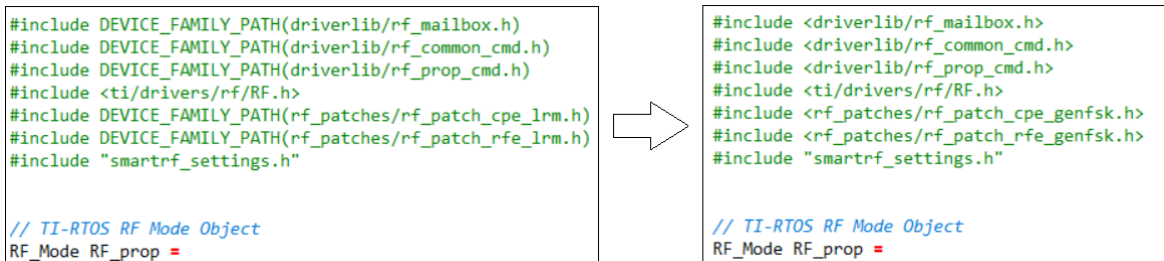 #include DEVICE_FAMILY_PATH(driverlib/rf_mailbox.h)
#include DEVICE_FAMILY_PATH(driverlib/rf_common_cmd.h)
#include DEVICE_FAMILY_PATH(driverlib/rf_prop_cmd.h)
#include <ti/drivers/rf/RF.h>
#include DEVICE_FAMILY_PATH(rf_patches/rf_patch_cpe_lrm.h)
#include DEVICE_FAMILY_PATH(rf_patches/rf_patch_rfe_lrm.h)
#include "smartrf_settings.h"
// TI-RTOS RF Mode Object
RF_Mode RF_prop =
#include <driverlib/rf_mailbox.h>
#include <driverlib/rf_common_cmd.h>
#include <driverlib/rf_prop_cmd.h>
#include <ti/drivers/rf/RF.h>
#include <rf_patches/rf_patch_cpe_genfsk.h>
#include <rf_patches/rf_patch_rfe_genfsk.h>
#include "smartrf_settings.h"
// TI-RTOS RF Mode Object
RF_Mode RF_prop =